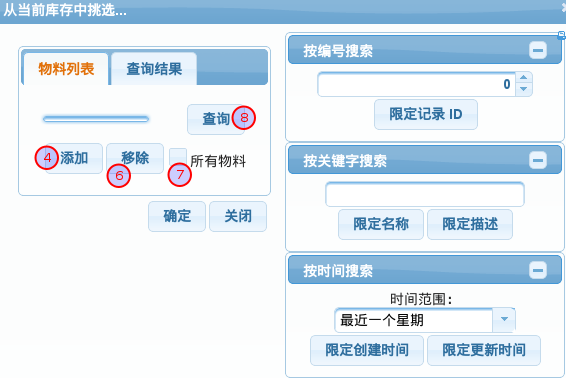 从当前库存中挑选...
物料列表 查询结果
查询 8
4 添加 移除 所有物料
6 7
确定 关闭
按编号搜索
0
限定记录 ID
按关键字搜索
限定名称 限定描述
按时间搜索
时间范围:
最近一个星期
限定创建时间 限定更新时间